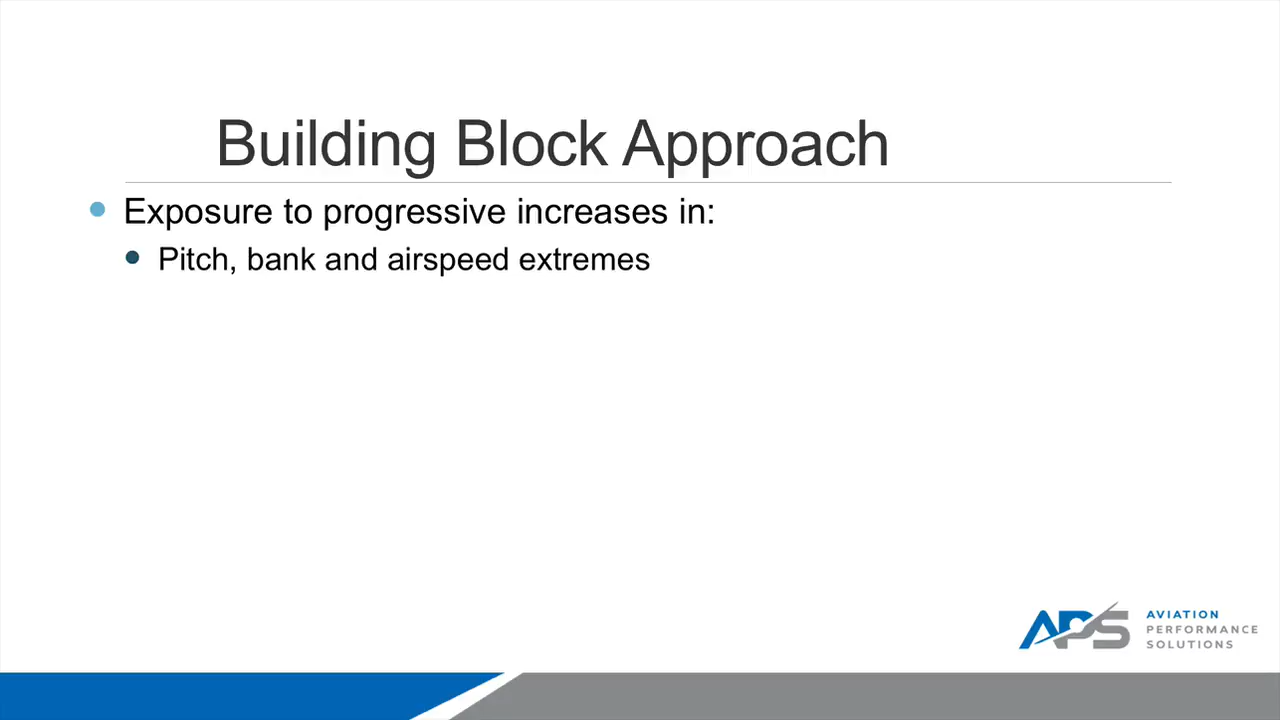 Building Block Approach
Exposure to progressive increases in:
Pitch, bank and airspeed extremes
APS
AVIATION
PERFORMANCE
SOLUTIONS